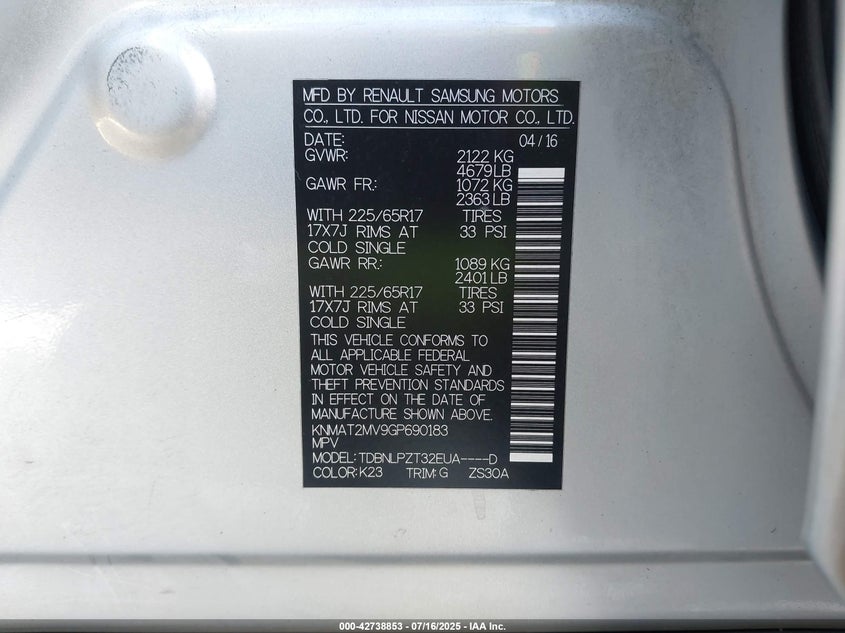 MFD BY RENAULT SAMSUNG MOTORS
CO., LTD. FOR NISSAN MOTOR CO., LTD.
DATE: 04/16
GVWR: 2122 KG
4679LB
GAWR FR.: 1072 KG
2363 LB
WITH 225/65R17 TIRES
17X7J RIMS AT 33 PSI
COLD SINGLE
GAWR RR.: 1089 KG
2401 LB
WITH 225/65R17 TIRES
17X7J RIMS AT 33 PSI
COLD SINGLE
THIS VEHICLE CONFORMS TO
ALL APPLICABLE FEDERAL
MOTOR VEHICLE SAFETY AND
THEFT PREVENTION STANDARDS
IN EFFECT ON THE DATE OF
MANUFACTURE SHOWN ABOVE.
KNMAT2MV9GP690183
MPV
MODEL: TDBNLPZT32EUA----D
COLOR: K23 TRIM: G ZS30A
000-42738853 - 07/16/2025 - IAA Inc.